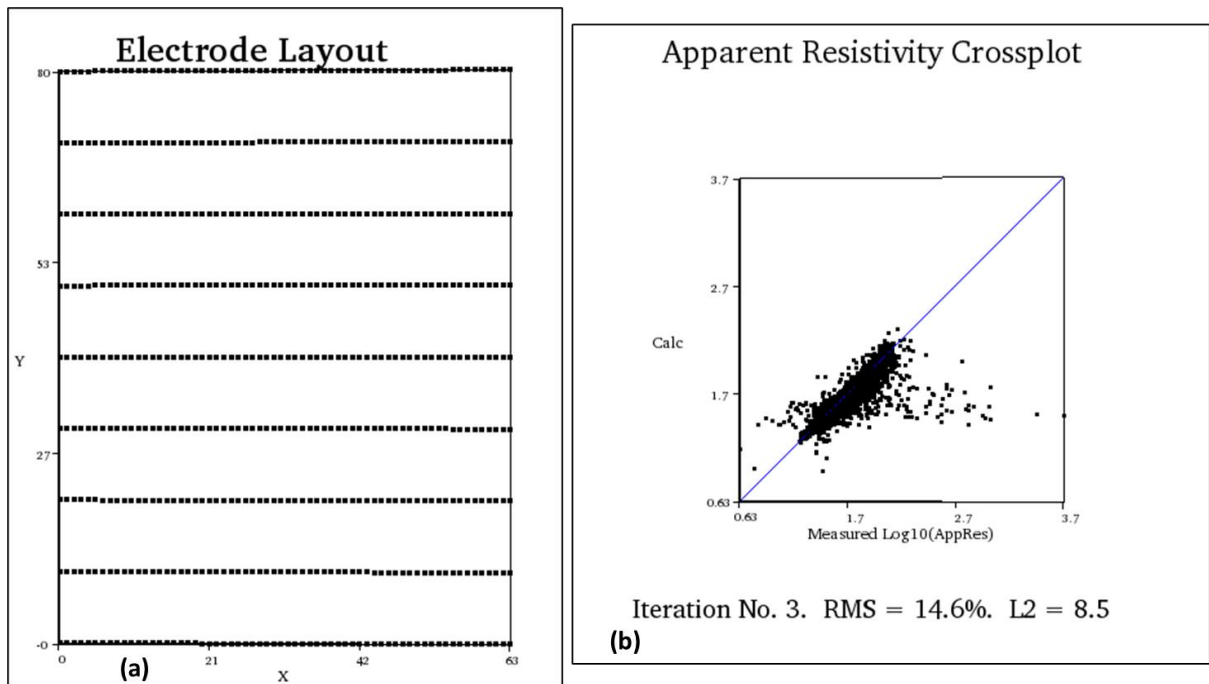 Electrode Layout
80
53
Y
27
-0
0 21 42 63
(a)
X
Apparent Resistivity Crossplot
3.7
2.7
Calc
1.7
0.63
0.63 1.7 2.7 3.7
Measured Log10(AppRes)
Iteration No. 3. RMS = 14.6%. L2 = 8.5
(b)